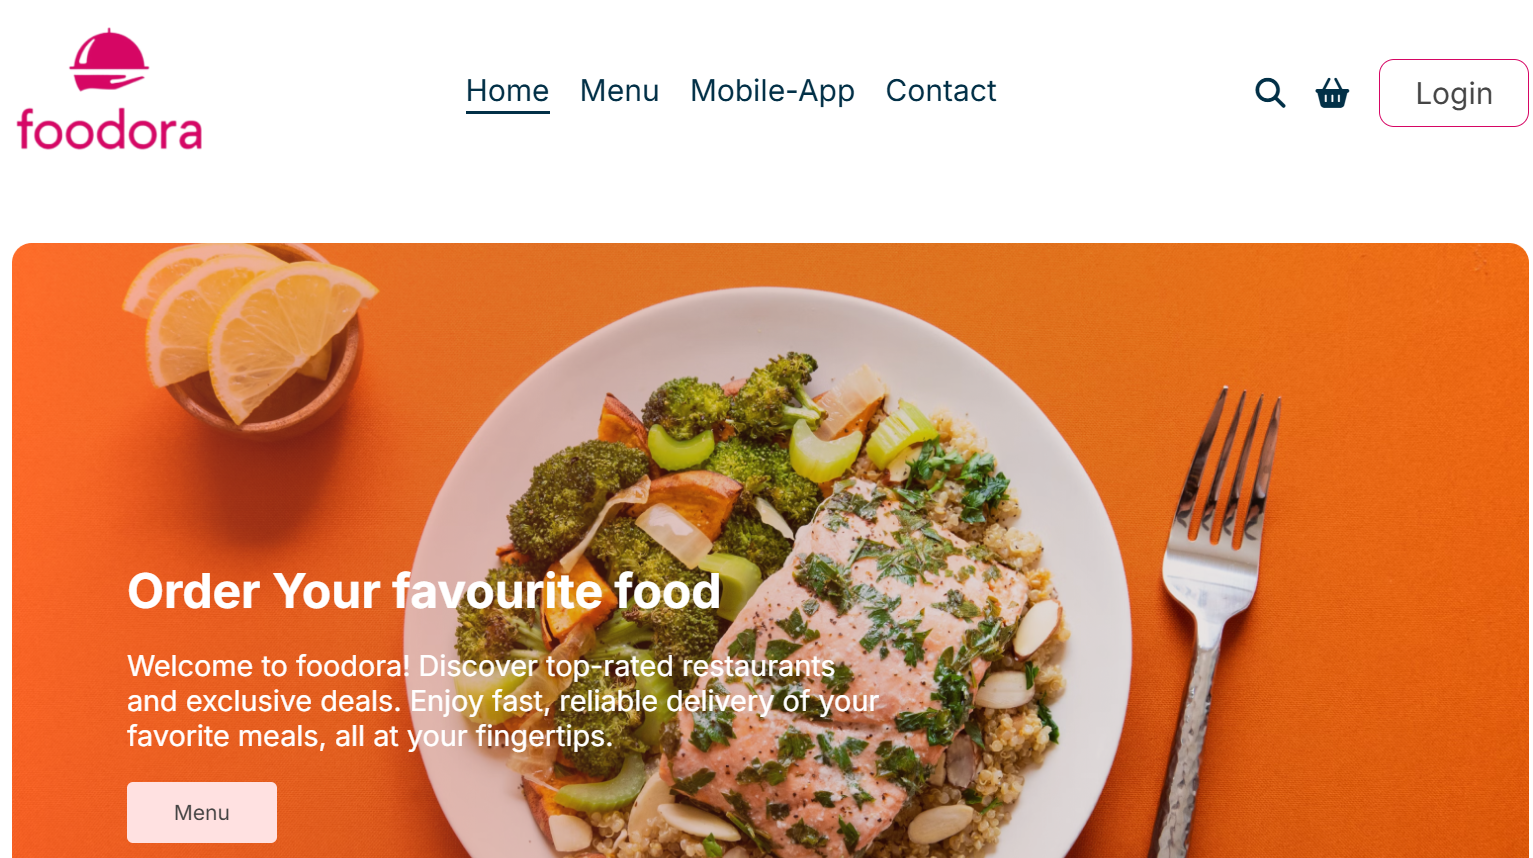 foodora
Home Menu Mobile-App Contact
Login
Order Your favourite food
Welcome to foodora! Discover top-rated restaurants
and exclusive deals. Enjoy fast, reliable delivery of your
favorite meals, all at your fingertips.
Menu